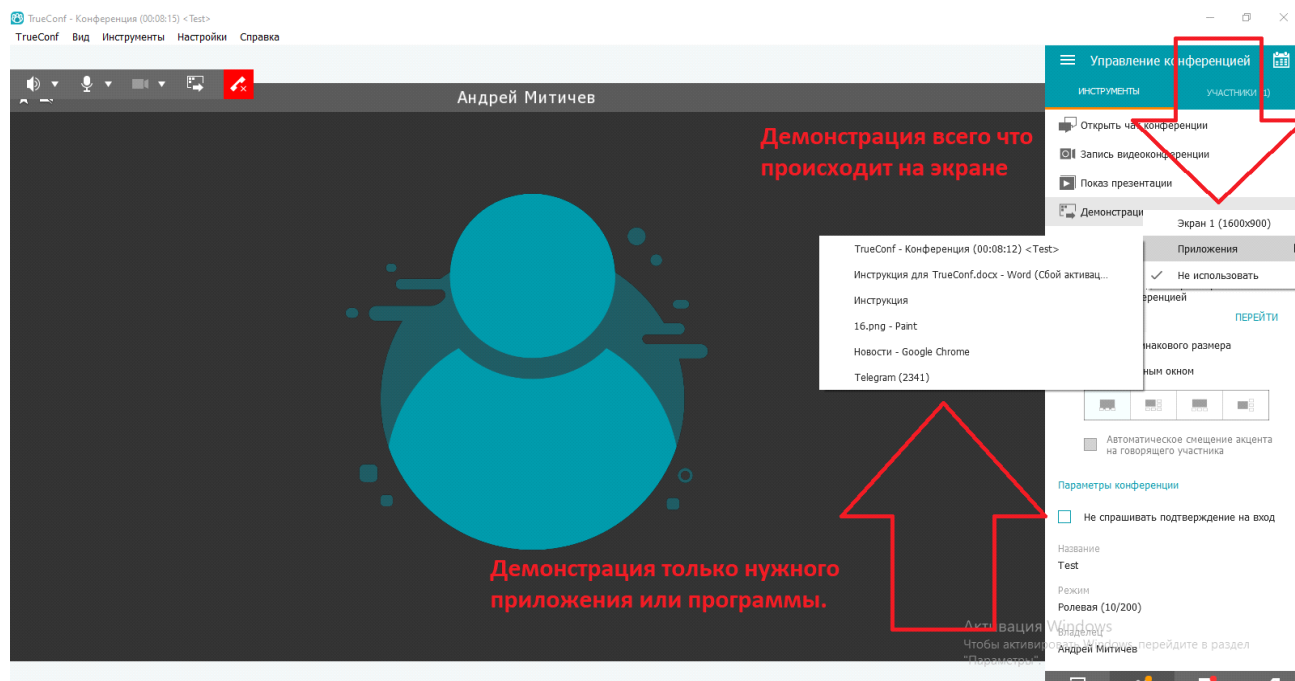 TrueConf - Конференция (00:08:15) <Test>
TrueConf Вид Инструменты Настройки Справка
Андрей Митичев
Управление конференцией
ИНСТРУМЕНТЫ
УЧАСТНИКИ (1)
Демонстрация всего что
происходит на экране
Открыть чат конференции
Запись видеоконференции
Показ презентации
Демонстраци
Экран 1 (1600x900)
Приложения
Не использовать
TrueConf - Конференция (00:08:12) <Test>
Инструкция для TrueConf.docx - Word (Сбой активац...
Инструкция
16.png - Paint
Новости - Google Chrome
Telegram (2341)
ренцией
ПЕРЕЙТИ
инакового размера
ным окном
Автоматическое смещение акцента
на говорящего участника
Параметры конференции
Не спрашивать подтверждение на вход
Название
Test
Режим
Ролевая (10/200)
Владелец
Андрей Митичев
Демонстрация только нужного
приложения или программы.
Активация Windows
Чтобы активировать Windows, перейдите в раздел
"Параметры".